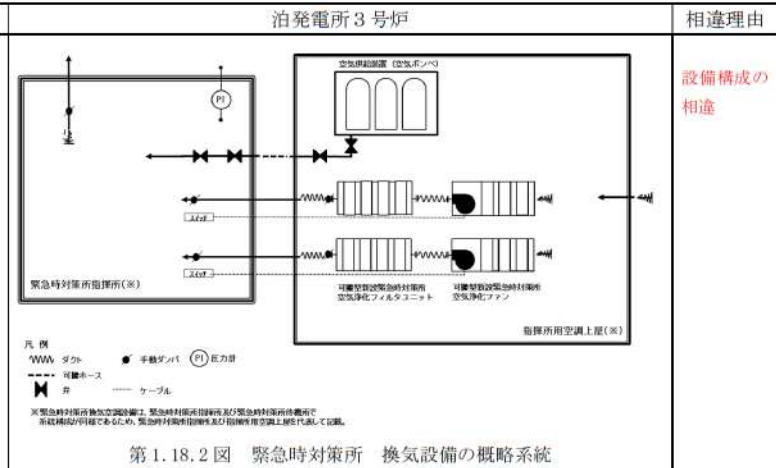 泊発電所3号炉
相違理由
設備構成の
相違
空気供給装置 (空気ボンベ)
PI
スイッチ
スイッチ
緊急時対策所指揮所(※)
可搬型新設緊急時対策所
空気浄化フィルタユニット
可搬型新設緊急時対策所
空気浄化ファン
指揮所用空調上屋(※)
凡 例
ダクト
手動ダンパ
PI
圧力計
可搬ホース
弁
ケーブル
※緊急時対策所換気空調設備は、緊急時対策所指揮所及び緊急時対策所待機所で
系統構成が同様であるため、緊急時対策所指揮所及び指揮所用空調上屋を代表して記載。
第 1.18.2 図 緊急時対策所 換気設備の概略系統